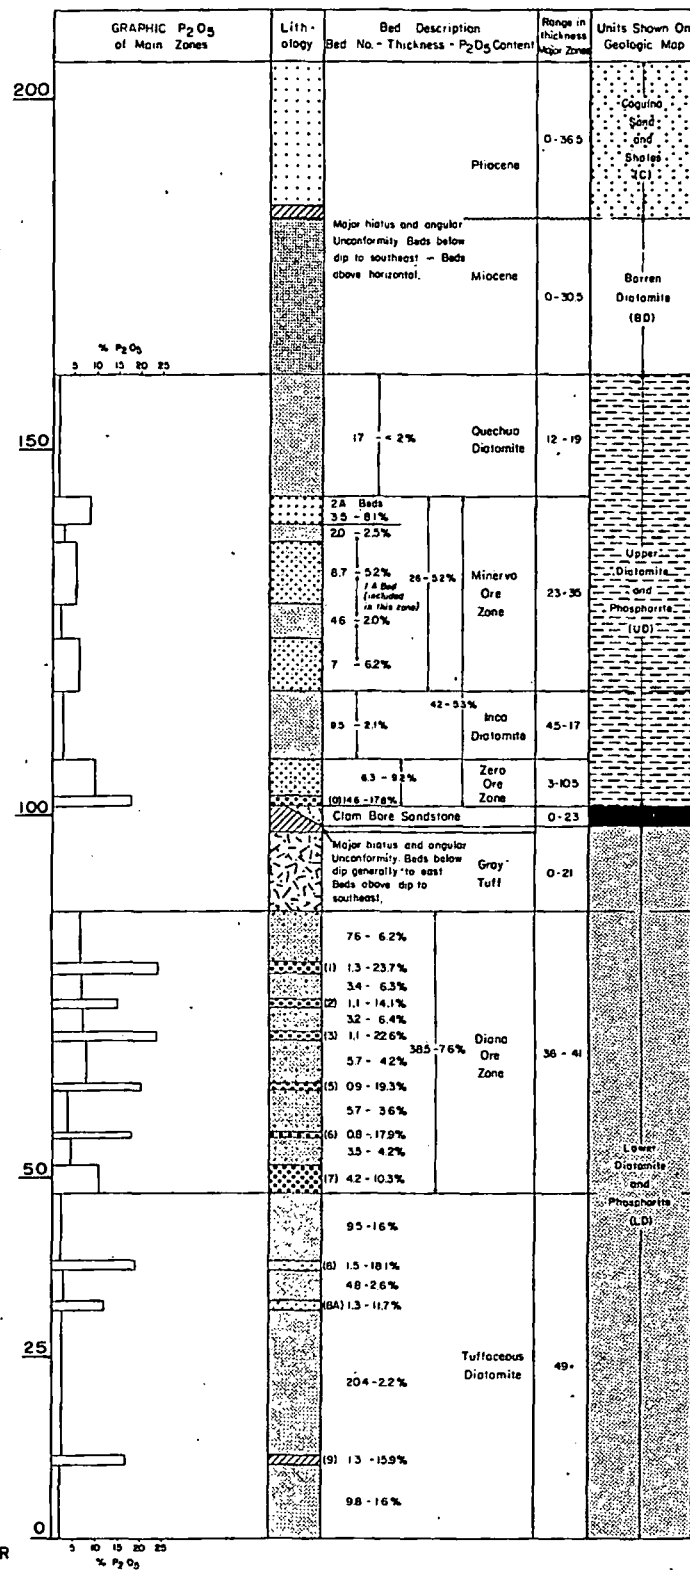 GRAPHIC P2O5
of Main Zones
Lith-
ology
Bed Description
Bed No. - Thickness - P2O5 Content
Range in
thickness
Major Zones
Units Shown On
Geologic Map
200
Pliocene
0-36.5
Coquina
Sand
and
Shales
(C)
Major hiatus and angular
Unconformity. Beds below
dip to southeast - Beds
above horizontal.
Miocene
0-30.5
Barren
Diatomite
(BD)
% P2O5
5 10 15 20 25
150
17 - < 2%
Quechua
Diatomite
12 - 19
2A Beds
3.5 - 8.1%
2.0 - 2.5%
8.7 - 5.2%
1 A Bed
(included
in this zone)
26 - 5.2%
4.6 - 2.0%
7 - 6.2%
Minerva
Ore
Zone
23-35
Upper
Diatomite
and
Phosphorite
(UD)
42 - 5.3%
9.5 - 2.1%
Inca
Diatomite
4.5-17
6.3 - 9.2%
(0) 1.46 - 17.8%
Zero
Ore
Zone
3-10.5
100
Clam Bore Sandstone
0-23
Major hiatus and angular
Unconformity. Beds below
dip generally to east
Beds above dip to
southeast.
Gray
Tuff
0-21
7.6 - 6.2%
(1) 1.3 - 23.7%
3.4 - 6.3%
(2) 1.1 - 14.1%
3.2 - 6.4%
(3) 1.1 - 22.6%
38.5 - 7.6%
Diana
Ore
Zone
36 - 41
5.7 - 4.2%
(5) 0.9 - 19.3%
5.7 - 3.6%
(6) 0.8 - 17.9%
3.5 - 4.2%
50
(7) 4.2 - 10.3%
Lower
Diatomite
and
Phosphorite
(LD)
9.5 - 1.6%
(8) 1.5 - 18.1%
4.8 - 2.6%
(8A) 1.3 - 11.7%
25
20.4 - 2.2%
Tuffaceous
Diatomite
49+
(9) 1.3 - 15.9%
9.8 - 1.6%
0
R
5 10 15 20 25
% P2O5